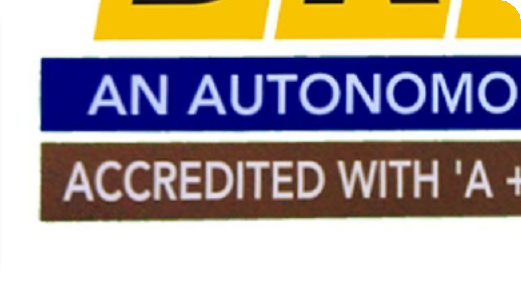 AN AUTONOMO
ACCREDITED WITH 'A +